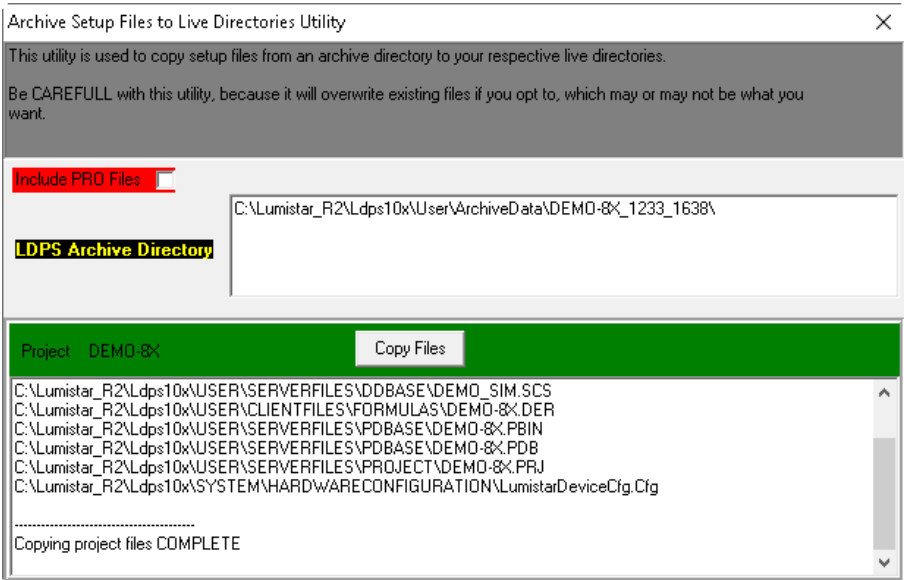 Archive Setup Files to Live Directories Utility
This utility is used to copy setup files from an archive directory to your respective live directories.
Be CAREFULL with this utility, because it will overwrite existing files if you opt to, which may or may not be what you
want.
Include PRO Files
C:\Lumistar_R2\Ldps10x\User\ArchiveData\DEMO-8X_1233_1638\
LDPS Archive Directory
Project DEMO-8X
Copy Files
C:\Lumistar_R2\Ldps10x\USER\SERVERFILES\DDBASE\DEMO_SIM.SCS
C:\Lumistar_R2\Ldps10x\USER\CLIENTFILES\FORMULAS\DEMO-8X.DER
C:\Lumistar_R2\Ldps10x\USER\SERVERFILES\PDBASE\DEMO-8X.PBIN
C:\Lumistar_R2\Ldps10x\USER\SERVERFILES\PDBASE\DEMO-8X.PDB
C:\Lumistar_R2\Ldps10x\USER\SERVERFILES\PROJECT\DEMO-8X.PRJ
C:\Lumistar_R2\Ldps10x\SYSTEM\HARDWARECONFIGURATION\LumistarDeviceCfg.Cfg
-----------------------------------------
Copying project files COMPLETE